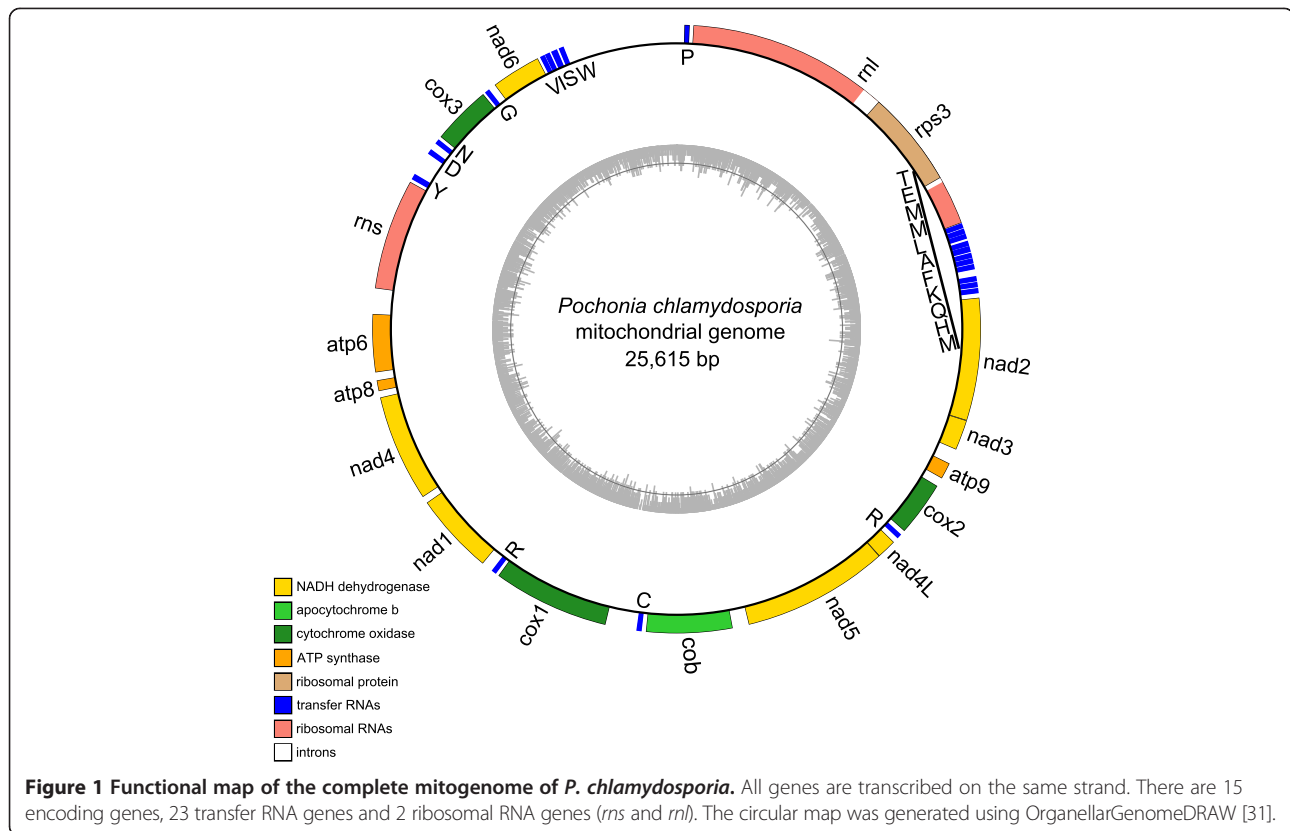 P
rnl
rps3
T
E
M
M
L
A
F
K
Q
H
M
nad2
nad3
atp9
cox2
R
nad4L
nad5
cob
C
cox1
R
nad1
nad4
atp8
atp6
rns
Y
D
N
cox3
G
nad6
VISW
Pochonia chlamydosporia
mitochondrial genome
25,615 bp
NADH dehydrogenase
apocytochrome b
cytochrome oxidase
ATP synthase
ribosomal protein
transfer RNAs
ribosomal RNAs
introns
Figure 1 Functional map of the complete mitogenome of P. chlamydosporia. All genes are transcribed on the same strand. There are 15
encoding genes, 23 transfer RNA genes and 2 ribosomal RNA genes (rns and rnl). The circular map was generated using OrganellarGenomeDRAW [31].